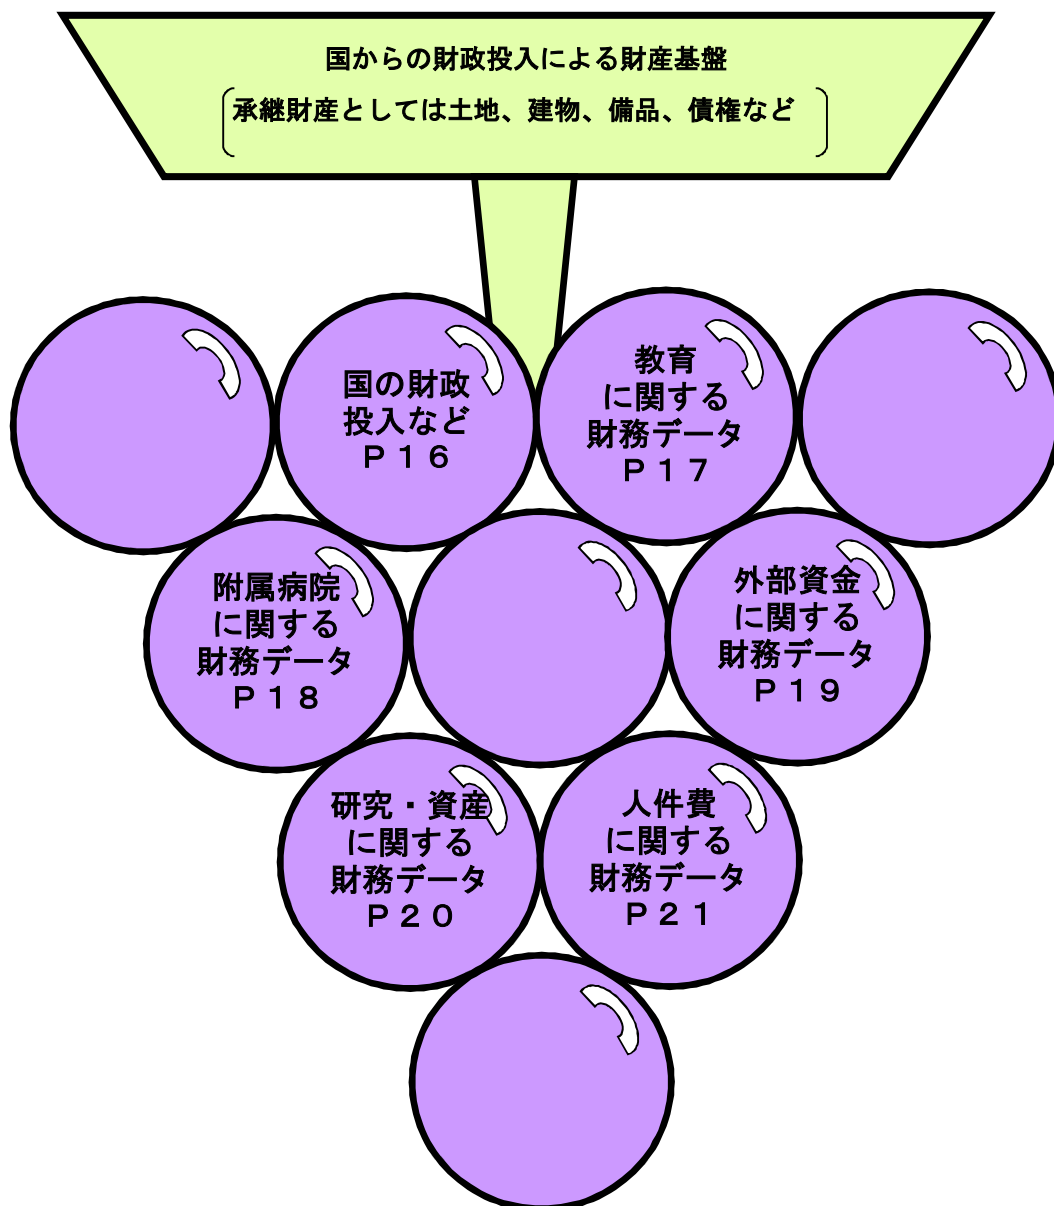 国からの財政投入による財産基盤
承継財産としては土地、建物、備品、債権など
国の財政
投入など
Ｐ１６
教育
に関する
財務データ
Ｐ１７
附属病院
に関する
財務データ
Ｐ１８
外部資金
に関する
財務データ
Ｐ１９
研究・資産
に関する
財務データ
Ｐ２０
人件費
に関する
財務データ
Ｐ２１